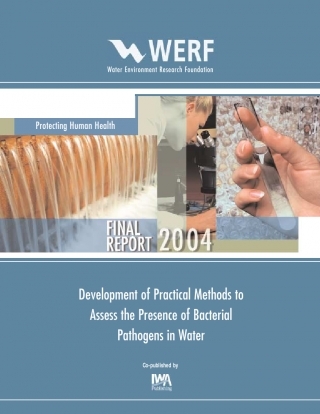 WERF
Water Environment Research Foundation
Protecting Human Health
FINAL
REPORT 2004
Development of Practical Methods to
Assess the Presence of Bacterial
Pathogens in Water
Co-published by
IWA
Publishing